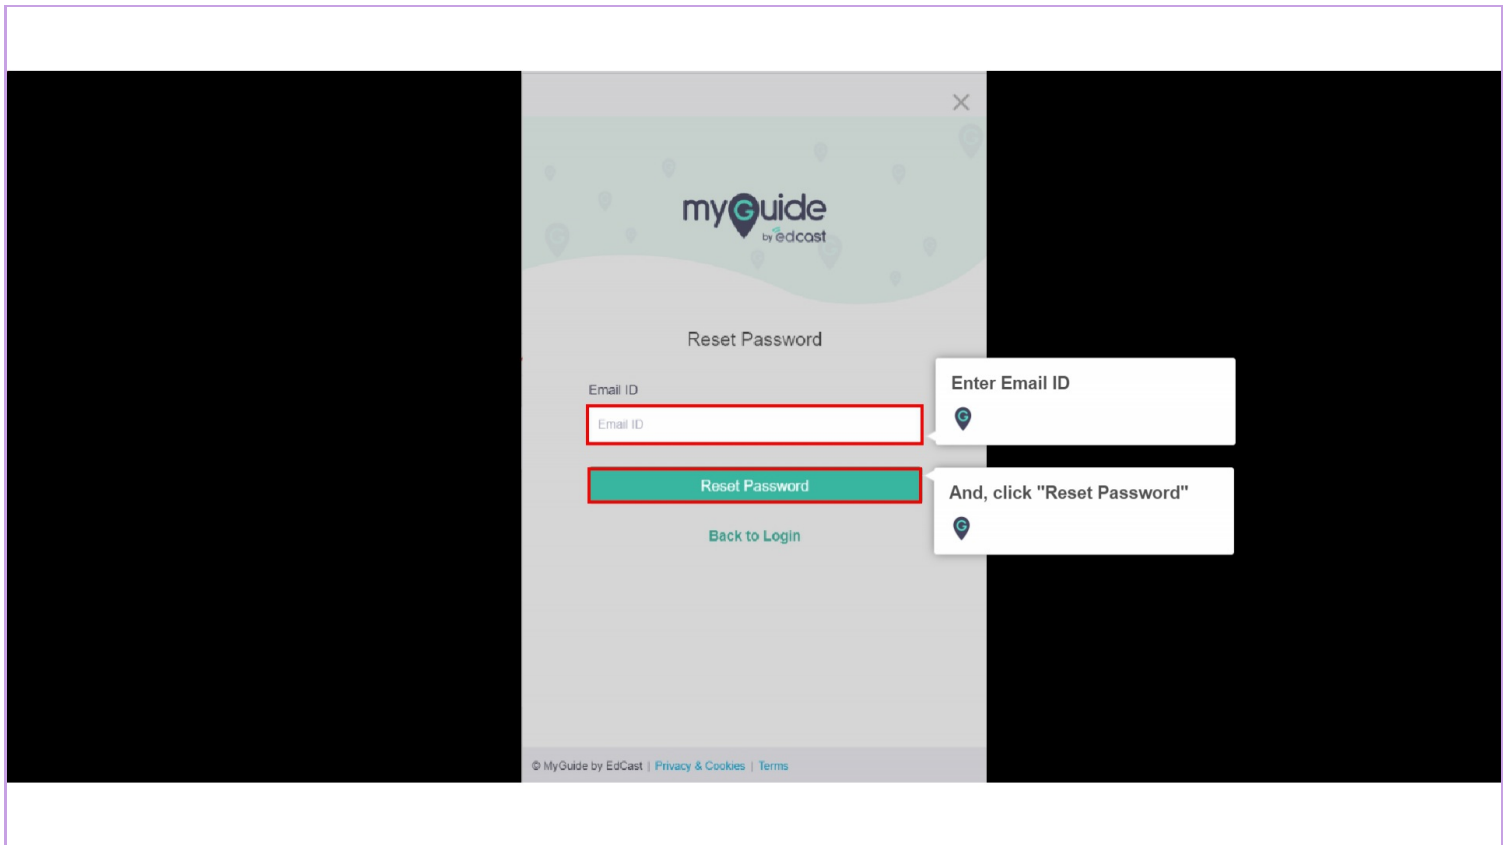 myGuide
by edcast
Reset Password
Email ID
Email ID
Enter Email ID
Reset Password
And, click "Reset Password"
Back to Login
© MyGuide by EdCast | Privacy & Cookies | Terms